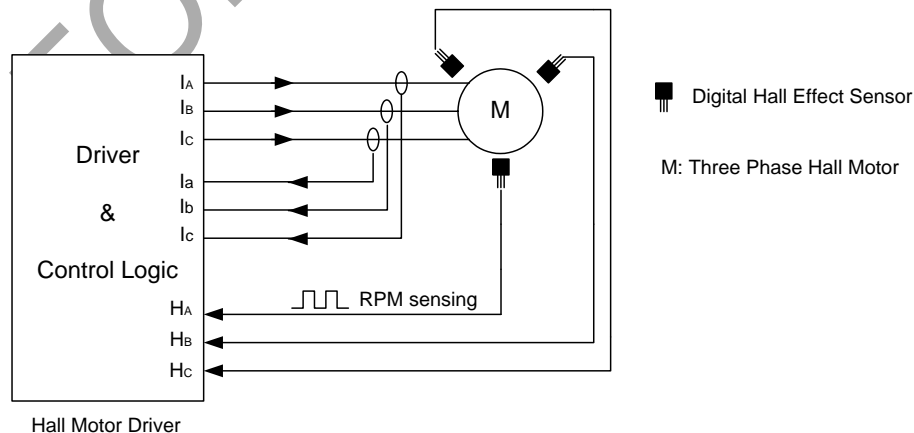 IA
IB
IC
Ia
Ib
Ic
Driver
&
Control Logic
HA
HB
HC
RPM sensing
M
Digital Hall Effect Sensor
M: Three Phase Hall Motor
Hall Motor Driver